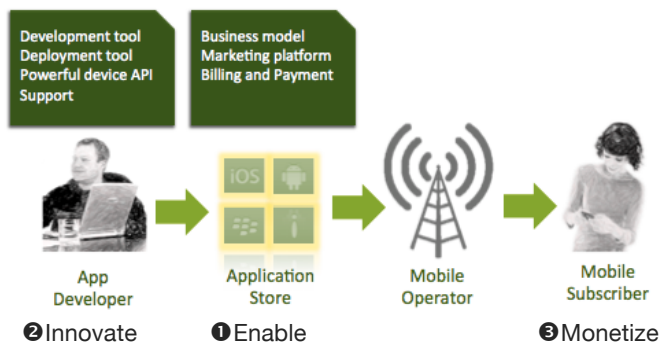 Development tool
Deployment tool
Powerful device API
Support
Business model
Marketing platform
Billing and Payment
iOS
App
Developer
Application
Store
Mobile
Operator
Mobile
Subscriber
❷Innovate
❶Enable
❸Monetize